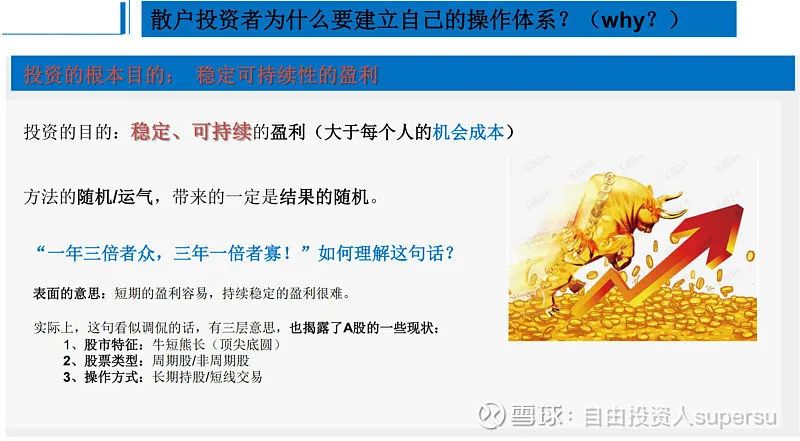 散户投资者为什么要建立自己的操作体系？（why？）
投资的根本目的： 稳定可持续性的盈利
投资的目的：稳定、可持续的盈利（大于每个人的机会成本）
方法的随机/运气，带来的一定是结果的随机。
“一年三倍者众，三年一倍者寡！”如何理解这句话？
表面的意思：短期的盈利容易，持续稳定的盈利很难。
实际上，这句看似调侃的话，有三层意思，也揭露了A股的一些现状：
1、股市特征：牛短熊长（顶尖底圆）
2、股票类型：周期股/非周期股
3、操作方式：长期持股/短线交易
雪球：自由投资人supersu